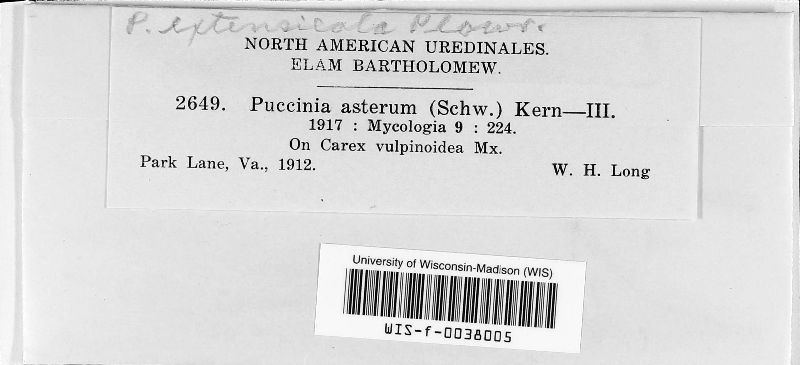 P. extensicola Plowr.
NORTH AMERICAN UREDINALES.
ELAM BARTHOLOMEW.
2649. Puccinia asterum (Schw.) Kern—III.
1917 : Mycologia 9 : 224.
On Carex vulpinoidea Mx.
Park Lane, Va., 1912. W. H. Long
University of Wisconsin-Madison (WIS)
WIS-f-0038005